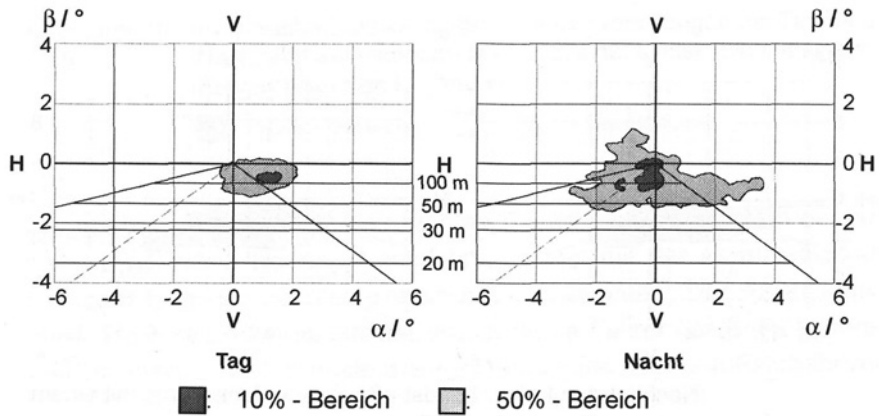 β / °
V
V
β / °
4
4
2
2
H
0
H
0
H
100 m
50 m
-2
30 m
-2
20 m
-4
-4
-6 -4 -2 0 2 4 6
-6 -4 -2 0 2 4 6
V
α / °
V
α / °
Tag
Nacht
: 10% - Bereich
: 50% - Bereich